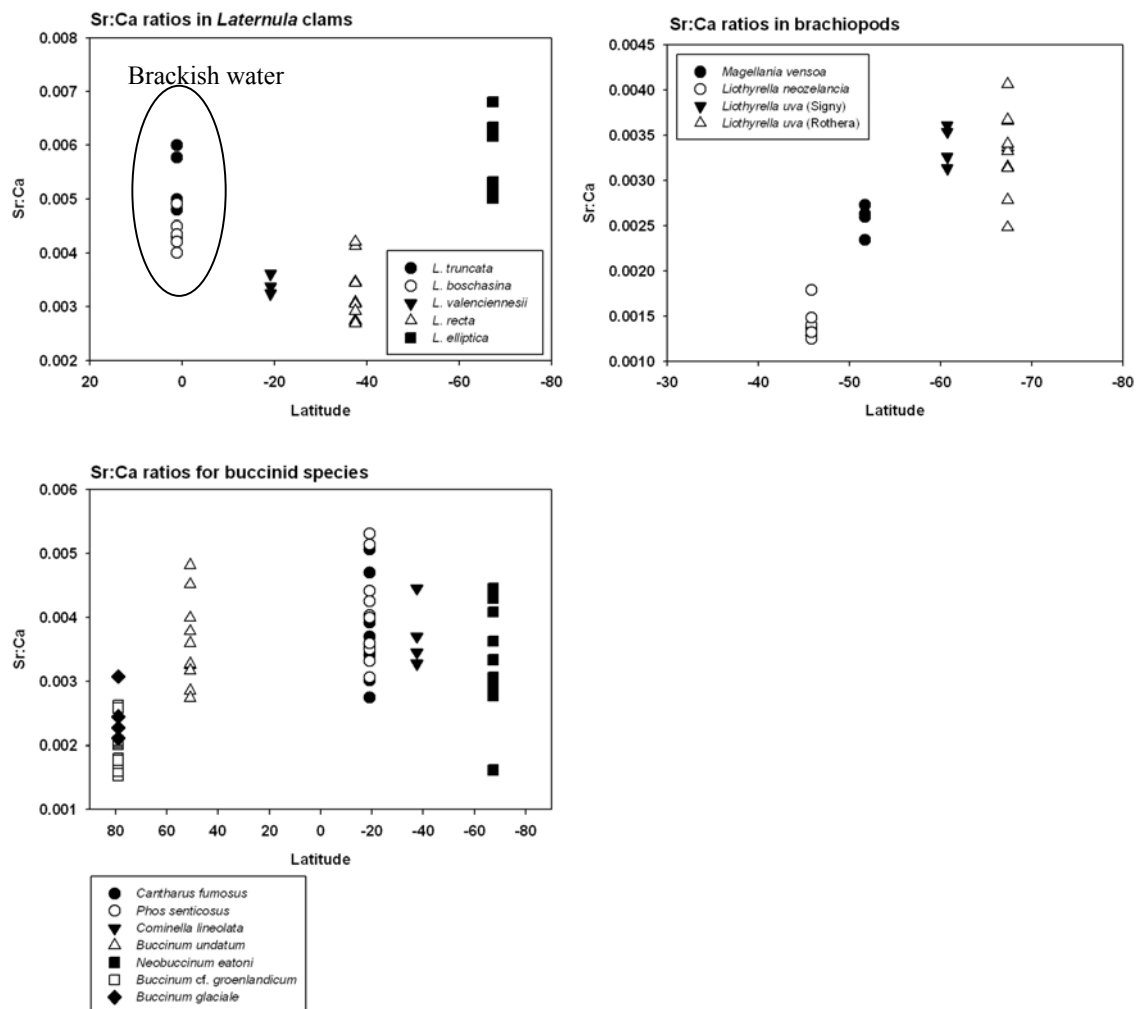 Sr:Ca ratios in Laternula clams
0.008
0.007
0.006
0.005
0.004
0.003
0.002
Sr:Ca
Brackish water
L. truncata
L. boschasina
L. valenciennesii
L. recta
L. elliptica
20 0 -20 -40 -60 -80
Latitude
Sr:Ca ratios in brachiopods
0.0045
0.0040
0.0035
0.0030
0.0025
0.0020
0.0015
0.0010
Sr:Ca
Magellania vensoa
Liothyrella neozelancia
Liothyrella uva (Signy)
Liothyrella uva (Rothera)
-30 -40 -50 -60 -70 -80
Latitude
Sr:Ca ratios for buccinid species
0.006
0.005
0.004
0.003
0.002
0.001
Sr:Ca
80 60 40 20 0 -20 -40 -60 -80
Latitude
Cantharus fumosus
Phos senticosus
Cominella lineolata
Buccinum undatum
Neobuccinum eatoni
Buccinum cf. groenlandicum
Buccinum glaciale